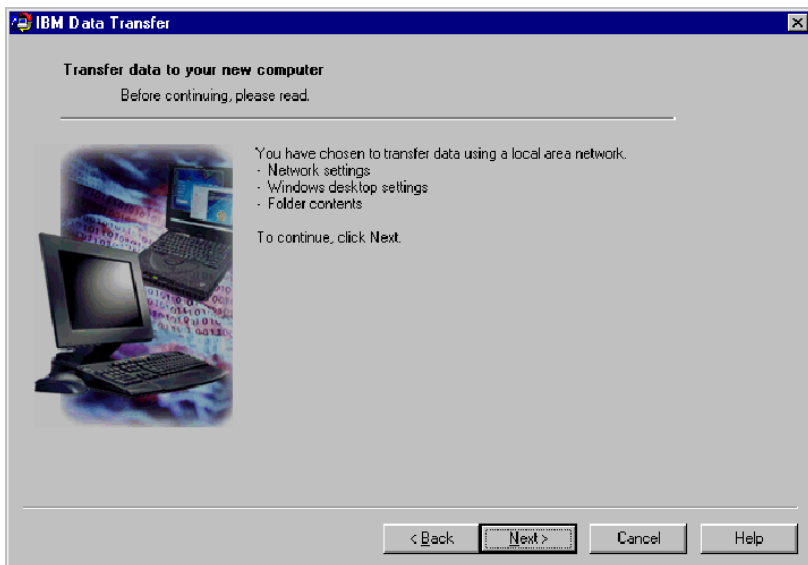 IBM Data Transfer
Transfer data to your new computer
Before continuing, please read.
You have chosen to transfer data using a local area network.
- Network settings
- Windows desktop settings
- Folder contents
To continue, click Next.
< Back Next > Cancel Help